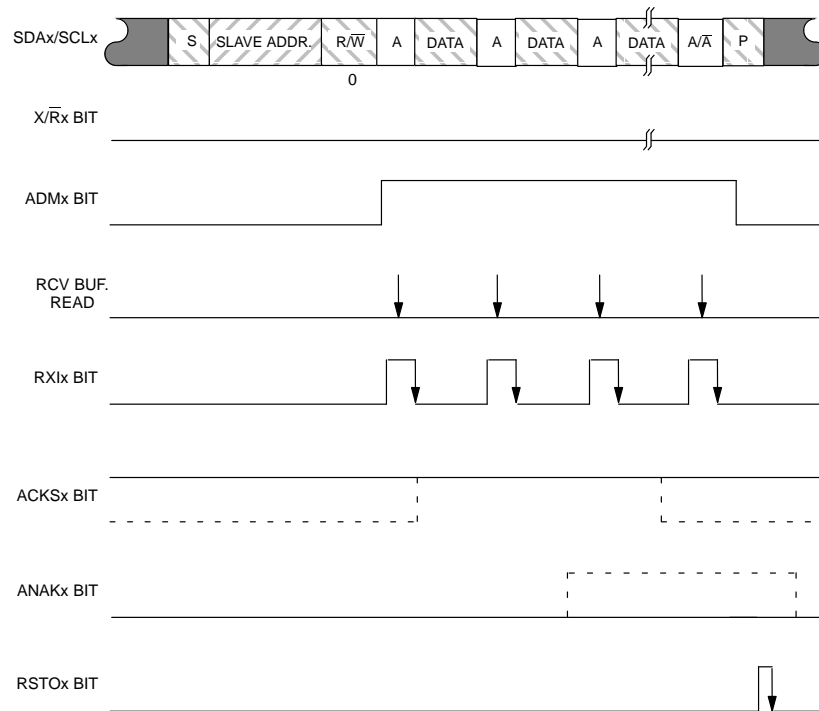 SDAx/SCLx
S SLAVE ADDR. R/W̅ A DATA A DATA A DATA A/A̅ P
0
X/R̅x BIT
ADMx BIT
RCV BUF.
READ
RXIx BIT
ACKSx BIT
ANAKx BIT
RSTOx BIT